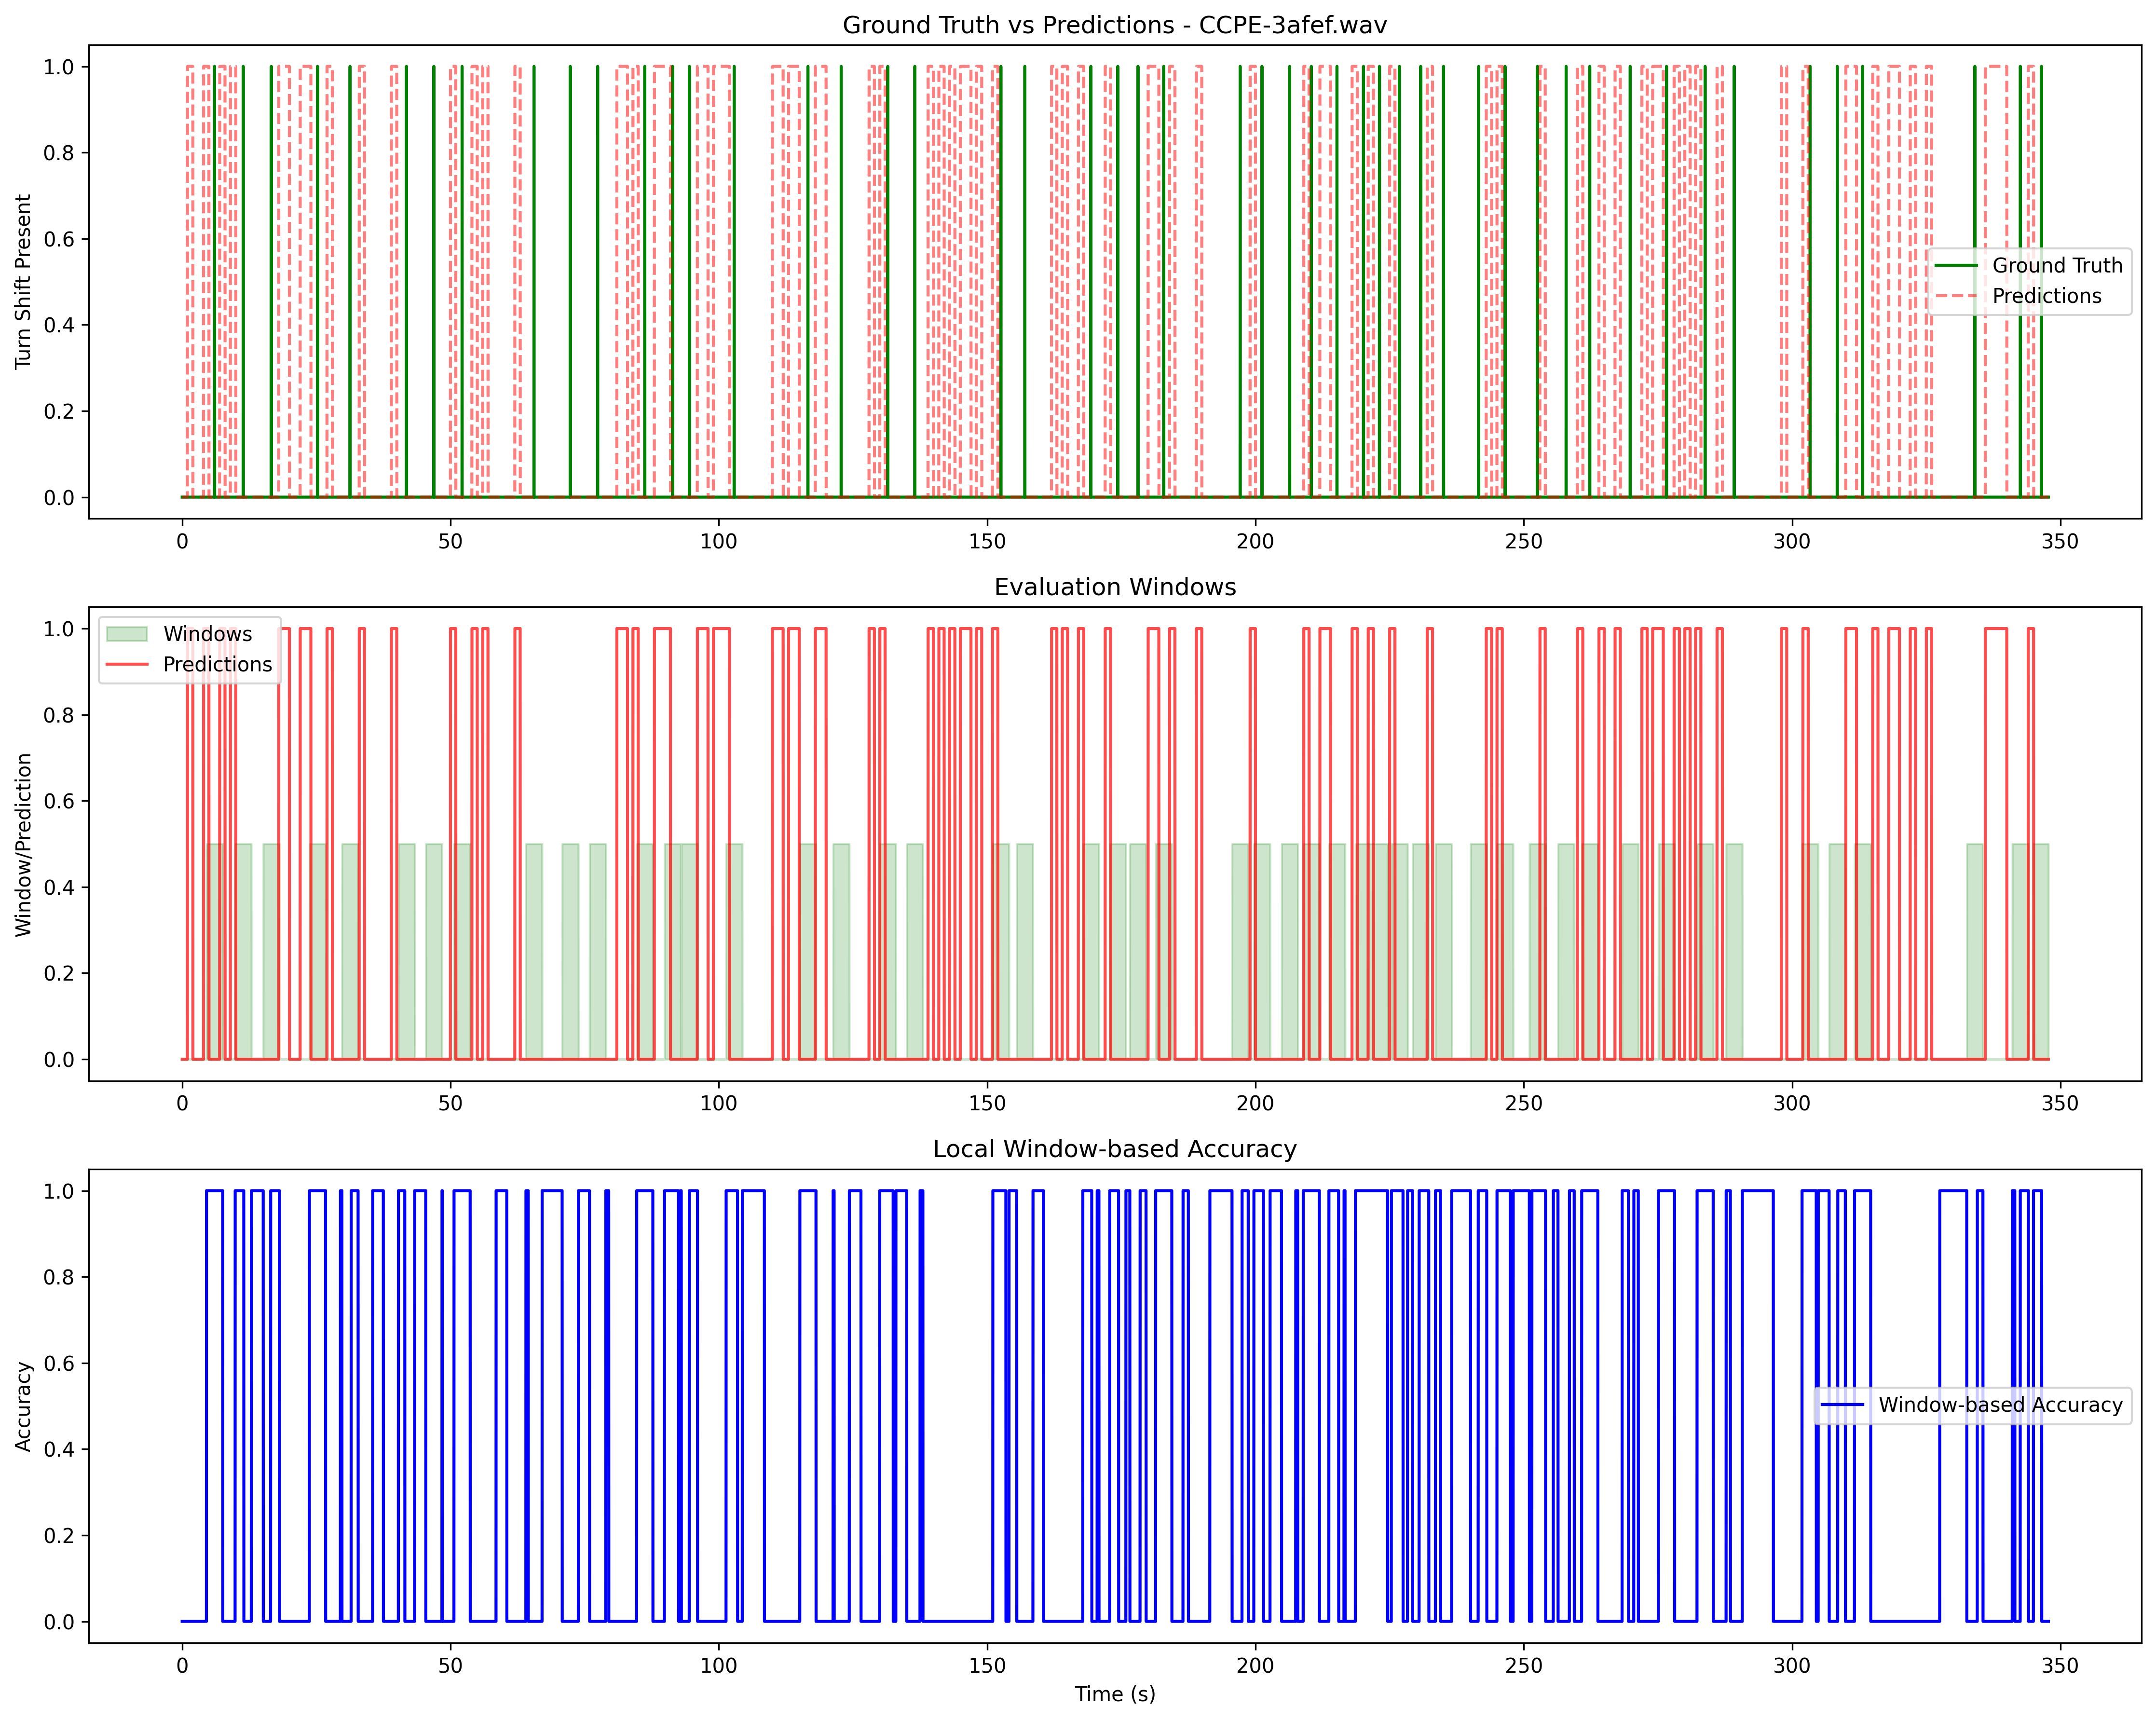 Ground Truth vs Predictions - CCPE-3afef.wav
1.0
0.8
0.6
0.4
0.2
0.0
Turn Shift Present
Ground Truth
Predictions
0 50 100 150 200 250 300 350
Evaluation Windows
1.0
0.8
0.6
0.4
0.2
0.0
Window/Prediction
Windows
Predictions
0 50 100 150 200 250 300 350
Local Window-based Accuracy
1.0
0.8
0.6
0.4
0.2
0.0
Accuracy
Window-based Accuracy
0 50 100 150 200 250 300 350
Time (s)